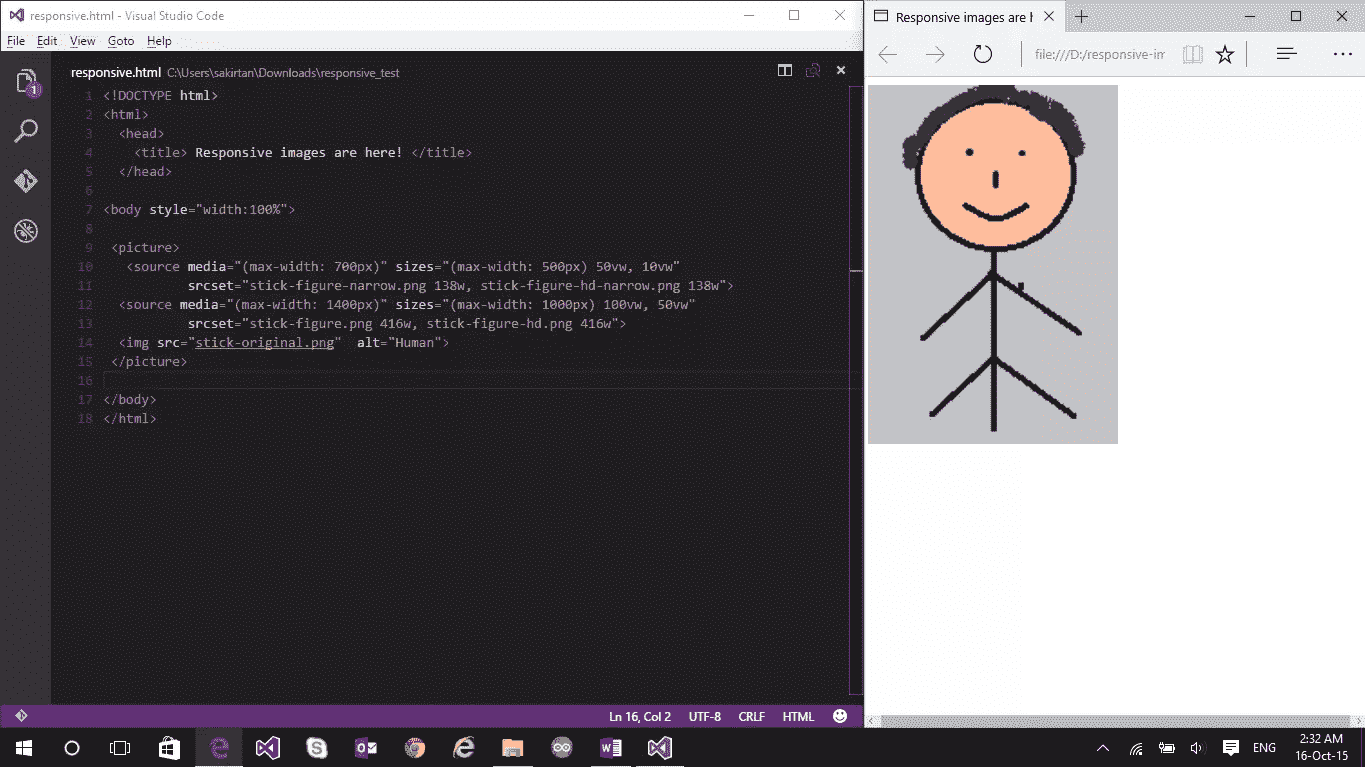 responsive.html - Visual Studio Code
File Edit View Goto Help
1
responsive.html C:\Users\sakirtan\Downloads\responsive_test
1 <!DOCTYPE html>
2 <html>
3 <head>
4 <title> Responsive images are here! </title>
5 </head>
6
7 <body style="width:100%">
8
9 <picture>
10 <source media="(max-width: 700px)" sizes="(max-width: 500px) 50vw, 10vw"
11 srcset="stick-figure-narrow.png 138w, stick-figure-hd-narrow.png 138w">
12 <source media="(max-width: 1400px)" sizes="(max-width: 1000px) 100vw, 50vw"
13 srcset="stick-figure.png 416w, stick-figure-hd.png 416w">
14 <img src="stick-original.png"  alt="Human">
15 </picture>
16
17 </body>
18 </html>
Ln 16, Col 2 UTF-8 CRLF HTML
Responsive images are h
file:///D:/responsive-im
ENG
2:32 AM
16-Oct-15